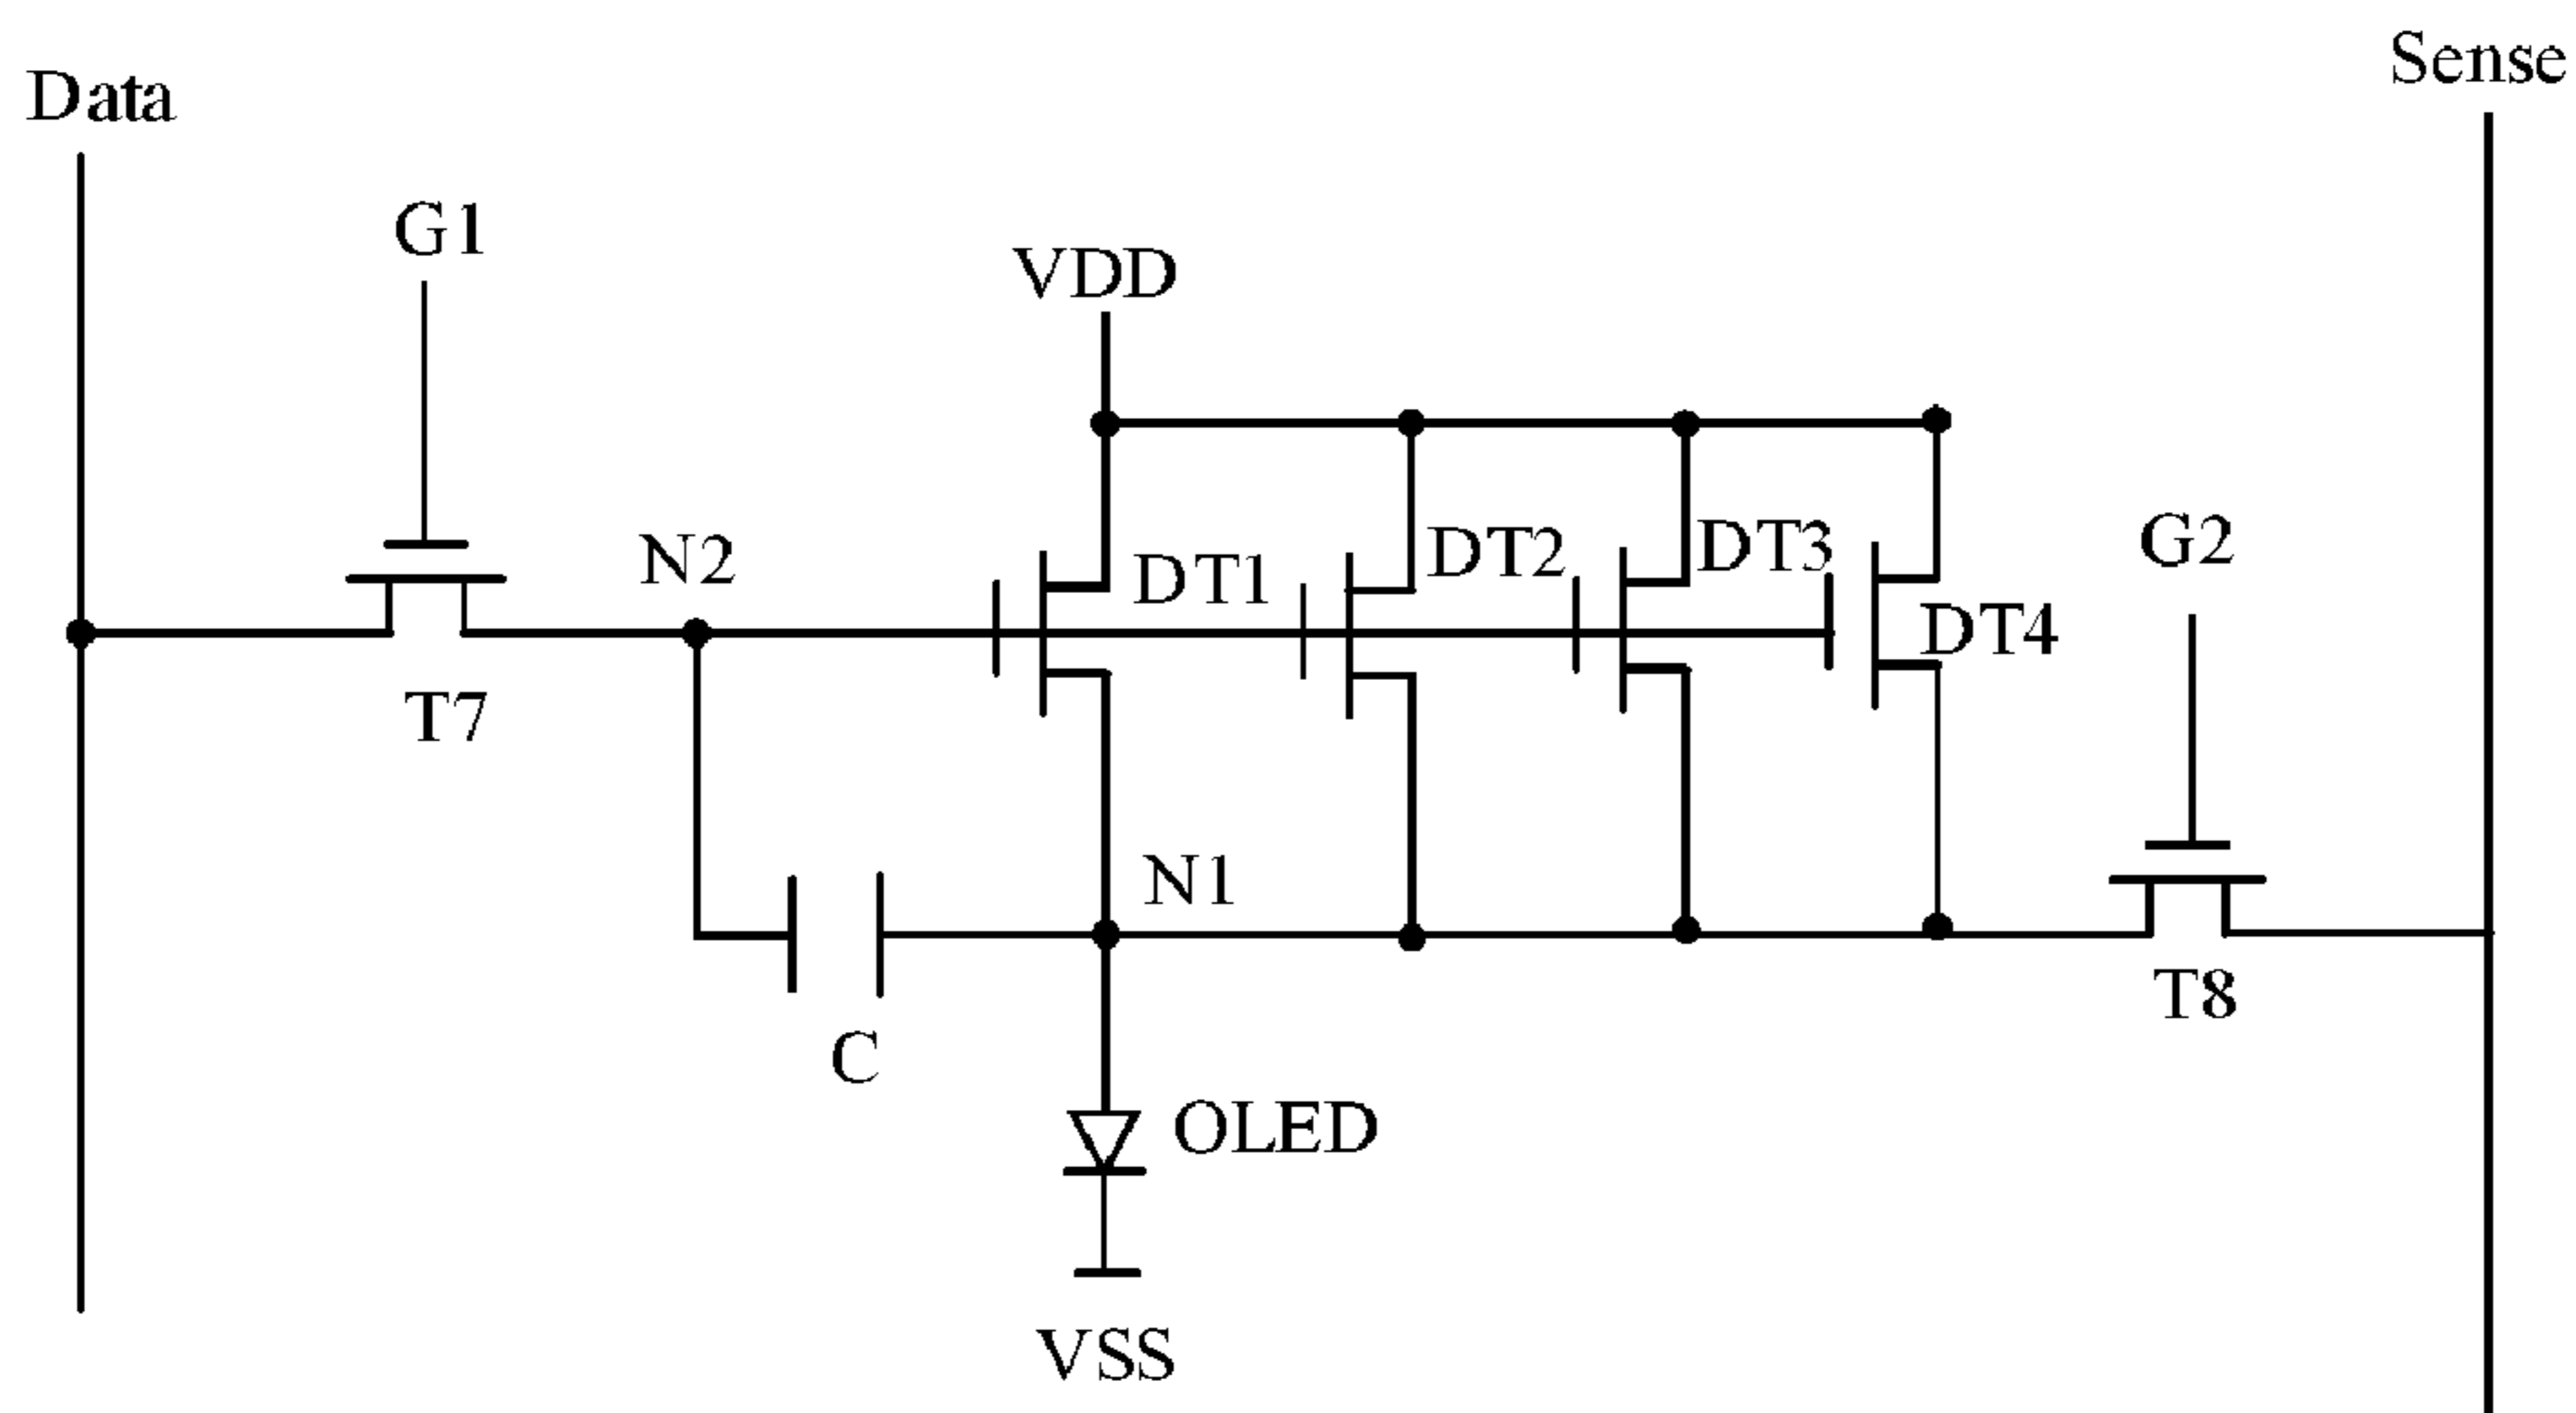 Sense
Data
G1
VDD
G2
N2
DT1
DT2
DT3
DT4
T7
N1
T8
C
OLED
VSS